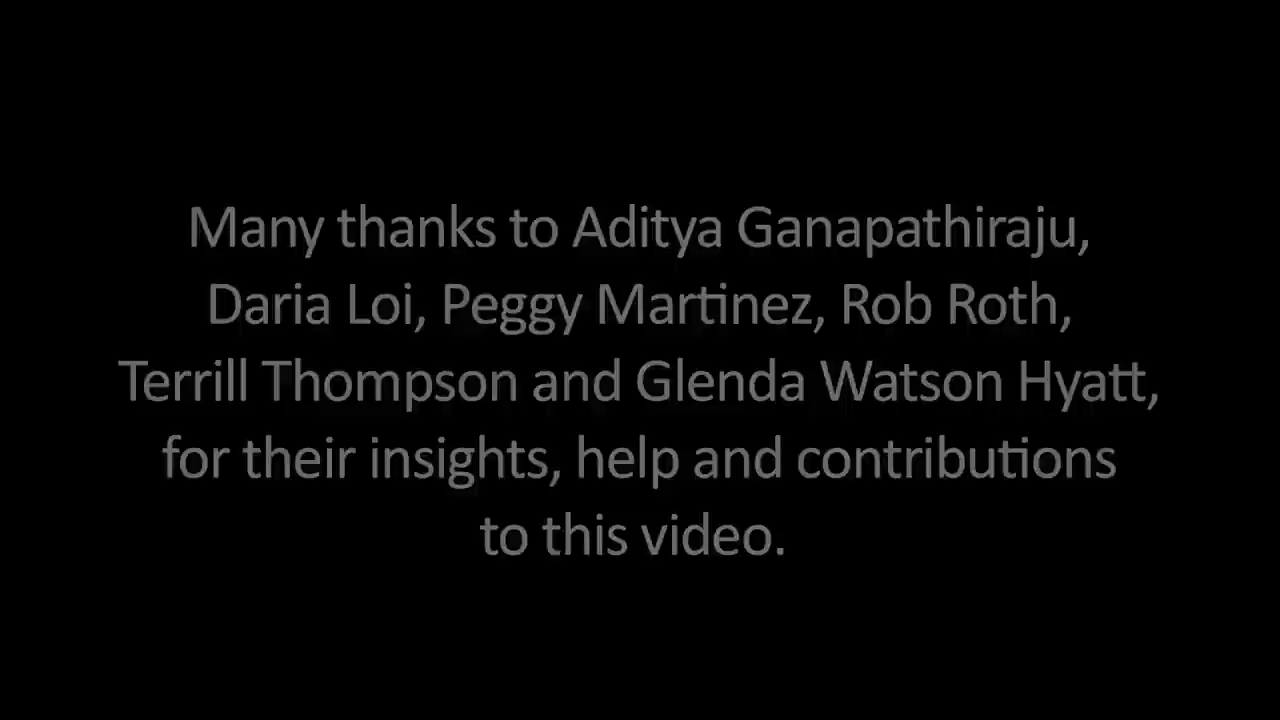 Many thanks to Aditya Ganapathiraju,
Daria Loi, Peggy Martinez, Rob Roth,
Terrill Thompson and Glenda Watson Hyatt,
for their insights, help and contributions
to this video.